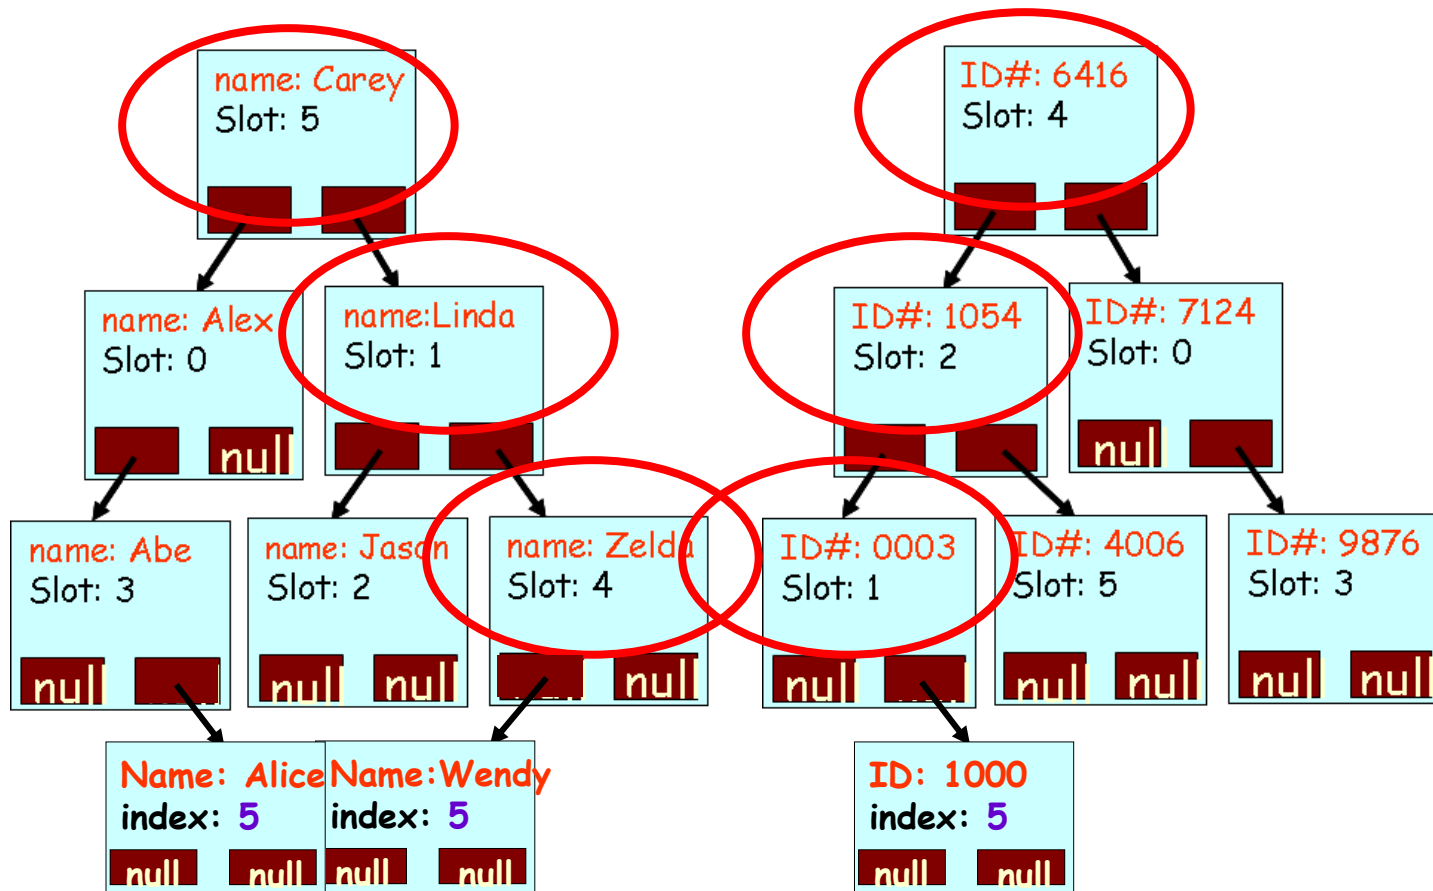 name: Carey
Slot: 5
ID#: 6416
Slot: 4
name: Alex
Slot: 0
null
name:Linda
Slot: 1
ID#: 1054
Slot: 2
ID#: 7124
Slot: 0
null
name: Abe
Slot: 3
null
name: Jason
Slot: 2
null null
name: Zelda
Slot: 4
null
ID#: 0003
Slot: 1
null
ID#: 4006
Slot: 5
null null
ID#: 9876
Slot: 3
null null
Name: Alice
index: 5
null null
Name:Wendy
index: 5
null null
ID: 1000
index: 5
null null